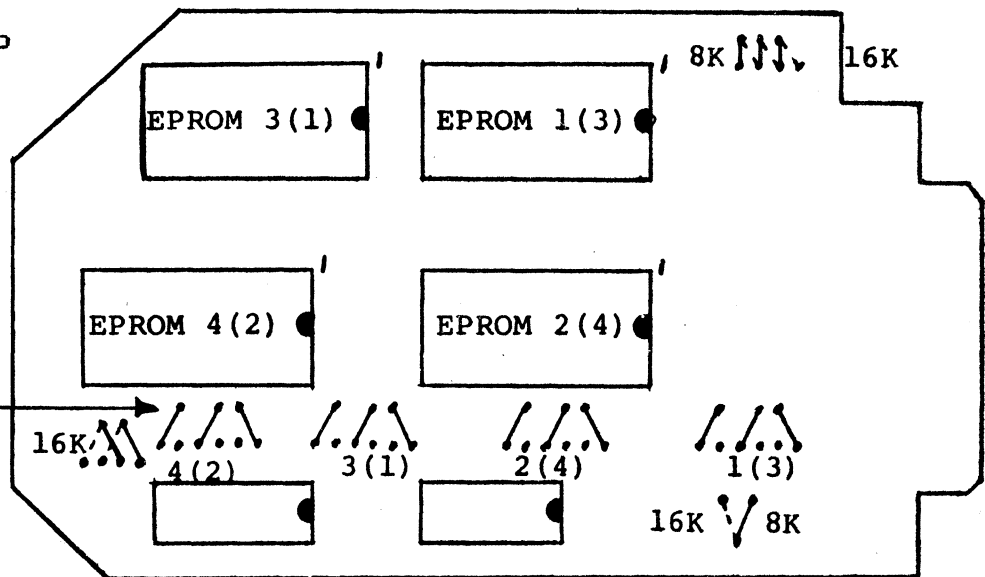 8K 16K
EPROM 3(1) EPROM 1(3)
EPROM 4(2) EPROM 2(4)
16K
4(2) 3(1) 2(4) 1(3)
16K 8K